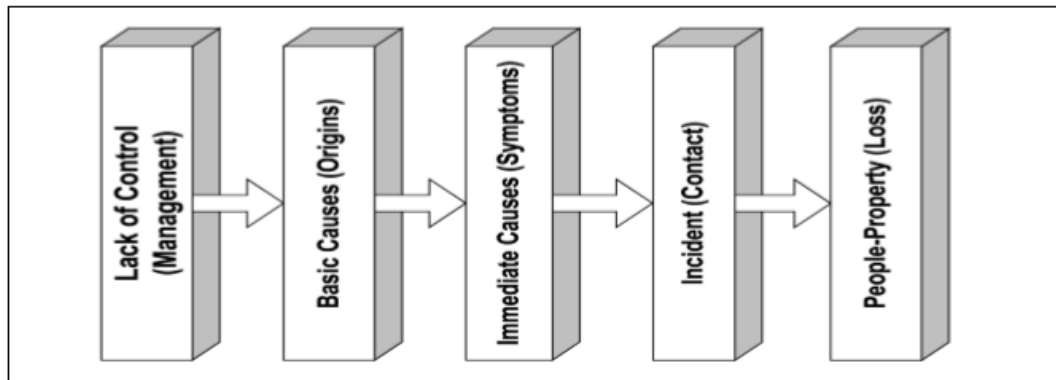 Lack of Control
(Management)
Basic Causes (Origins)
Immediate Causes (Symptoms)
Incident (Contact)
People-Property (Loss)